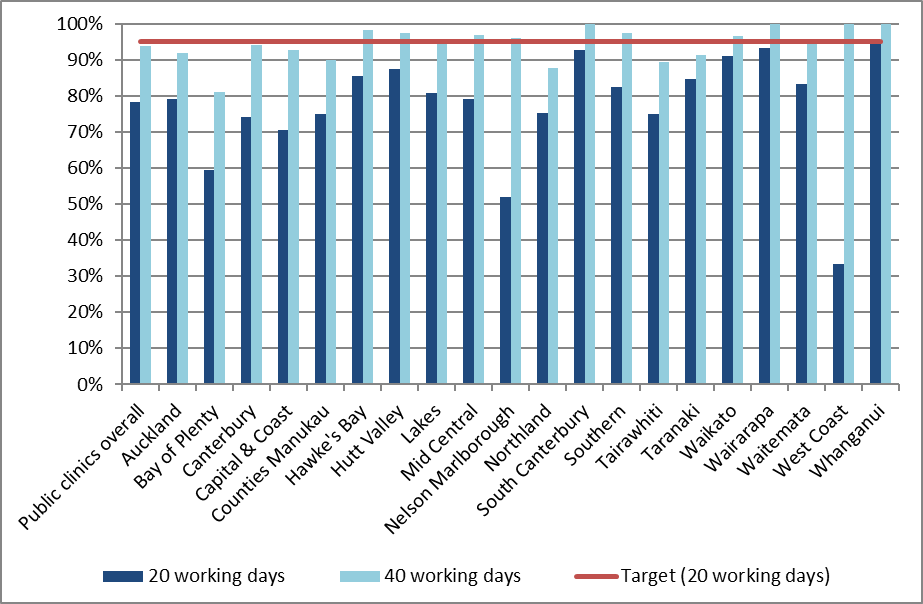 100%
90%
80%
70%
60%
50%
40%
30%
20%
10%
0%
Public clinics overall
Auckland
Bay of Plenty
Canterbury
Capital & Coast
Counties Manukau
Hawke's Bay
Hutt Valley
Lakes
Mid Central
Nelson Marlborough
Northland
South Canterbury
Southern
Tairawhiti
Taranaki
Waikato
Wairarapa
Waitemata
West Coast
Whanganui
20 working days
40 working days
Target (20 working days)